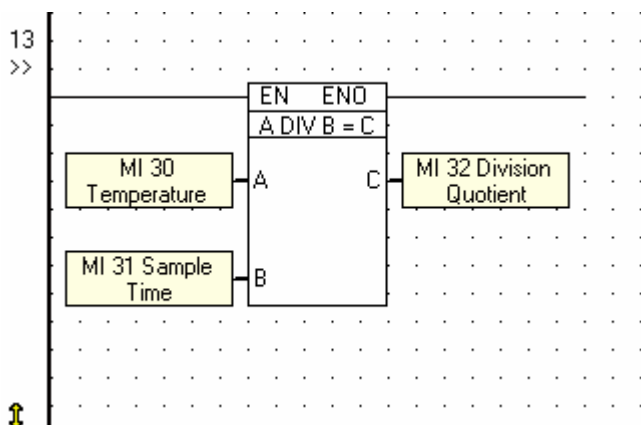 13
>>
EN ENO
A DIV B = C
MI 30
Temperature
A
C
MI 32 Division
Quotient
MI 31 Sample
Time
B